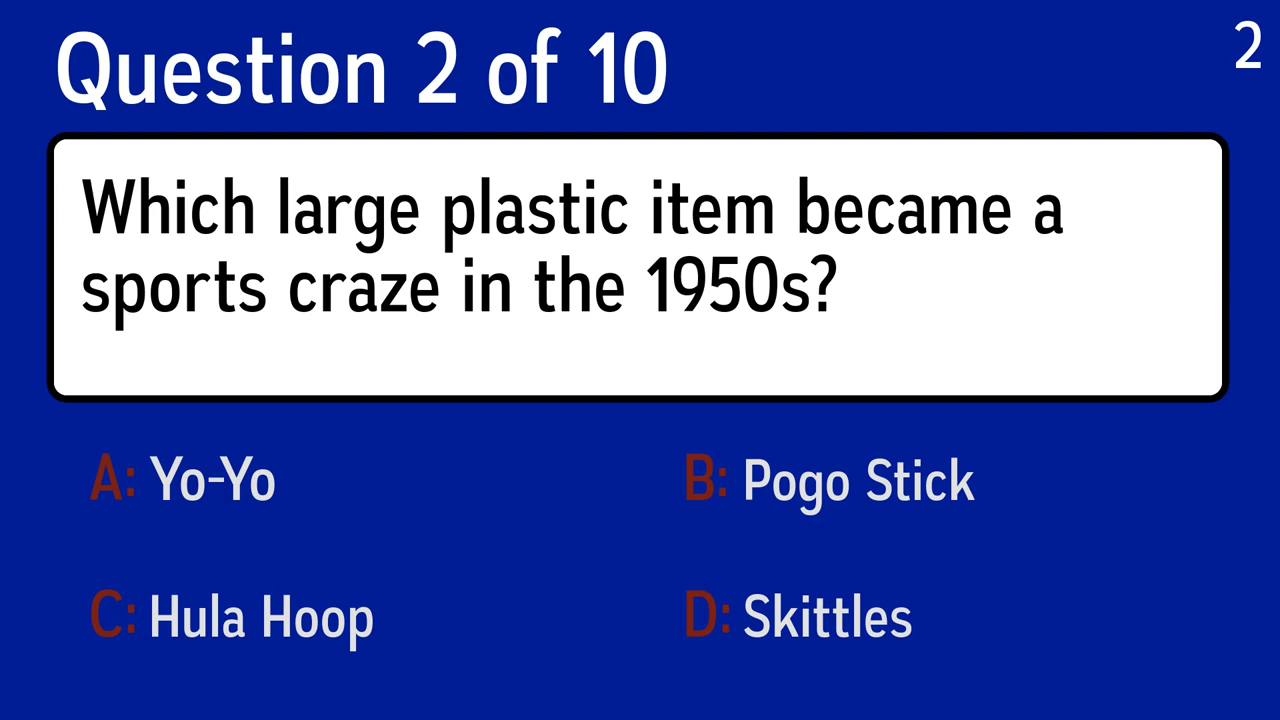 Question 2 of 10
2
Which large plastic item became a
sports craze in the 1950s?
A: Yo-Yo
B: Pogo Stick
C: Hula Hoop
D: Skittles